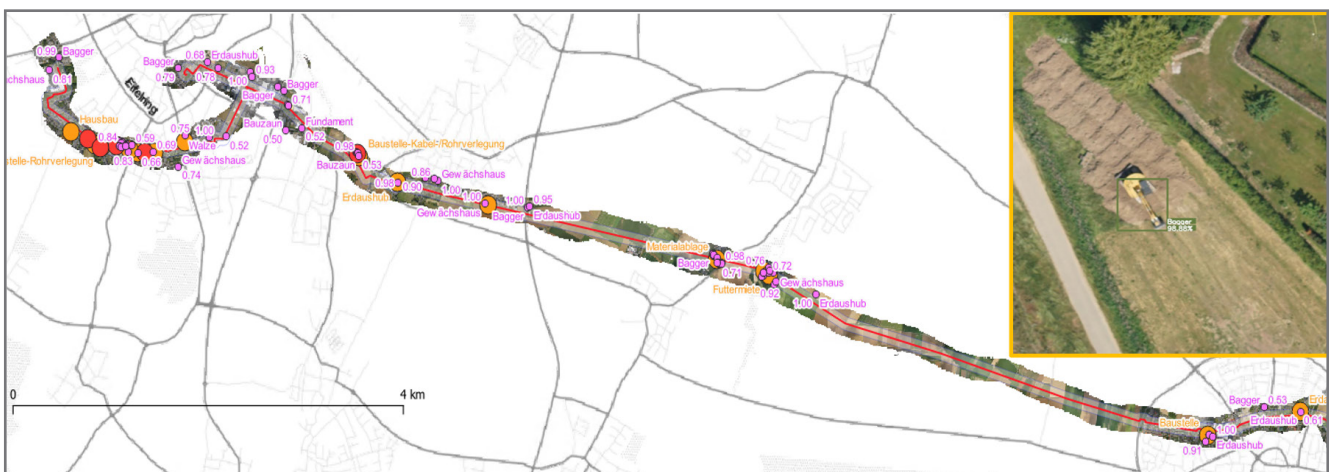 0.99 Bagger
ächshaus
0.81
0.68 Erdaushub
Bagger
0.79
0.78
1.00
0.93
Bagger
Bagger
0.71
Eifelring
Hausbau
0.84
0.59
0.75
1.00
Walze
0.52
0.69
0.66
0.83
stelle-Rohrverlegung
Gewächshaus
0.74
Bauzaun
0.50
Fundament
0.52
0.98
Baustelle-Kabel-/Rohrverlegung
Bauzaun
0.53
0.98
0.90
Erdaushub
0.86
Gewächshaus
1.00
1.00
Gewächshaus
Bagger
1.00
0.95
Erdaushub
Materialablage
0.98
Bagger
0.71
0.76
0.72
Gewächshaus
Futtermiete
0.92
1.00
Erdaushub
Bagger
98.88%
0
4 km
Bagger 0.53
Erda
Baustelle
1.00
Erdaushub
0.61
Erdaushub
0.91